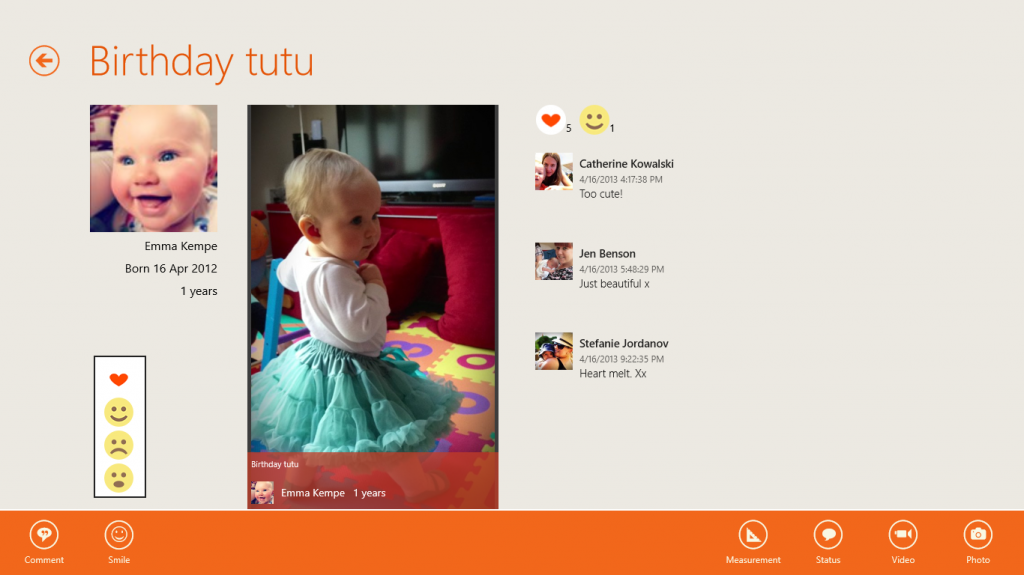 Birthday tutu
Emma Kempe
Born 16 Apr 2012
1 years
Birthday tutu
Emma Kempe 1 years
5
1
Catherine Kowalski
4/16/2013 4:17:38 PM
Too cute!
Jen Benson
4/16/2013 5:48:29 PM
Just beautiful x
Stefanie Jordanov
4/16/2013 9:22:35 PM
Heart melt. Xx
Comment
Smile
Measurement
Status
Video
Photo